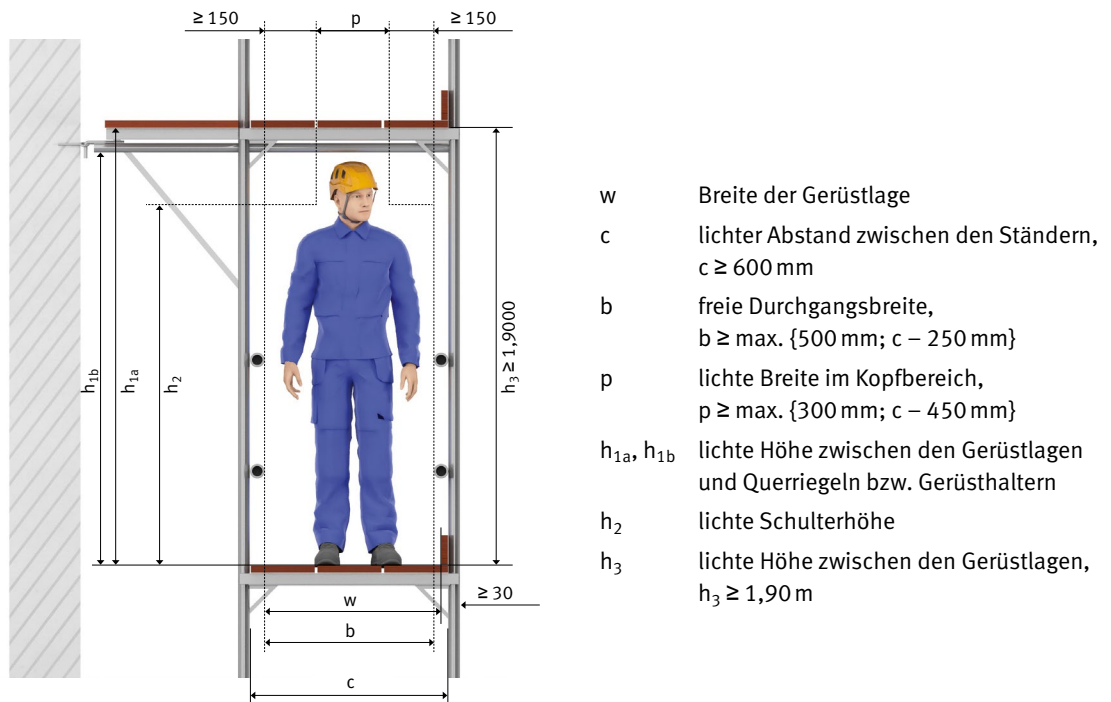 ≥ 150
p
≥ 150
h1b
h1a
h2
h3 ≥ 1,9000
≥ 30
w
b
c
w Breite der Gerüstlage
c lichter Abstand zwischen den Ständern,
c ≥ 600 mm
b freie Durchgangsbreite,
b ≥ max. {500 mm; c – 250 mm}
p lichte Breite im Kopfbereich,
p ≥ max. {300 mm; c – 450 mm}
h1a, h1b lichte Höhe zwischen den Gerüstlagen
und Querriegeln bzw. Gerüsthaltern
h2 lichte Schulterhöhe
h3 lichte Höhe zwischen den Gerüstlagen,
h3 ≥ 1,90 m